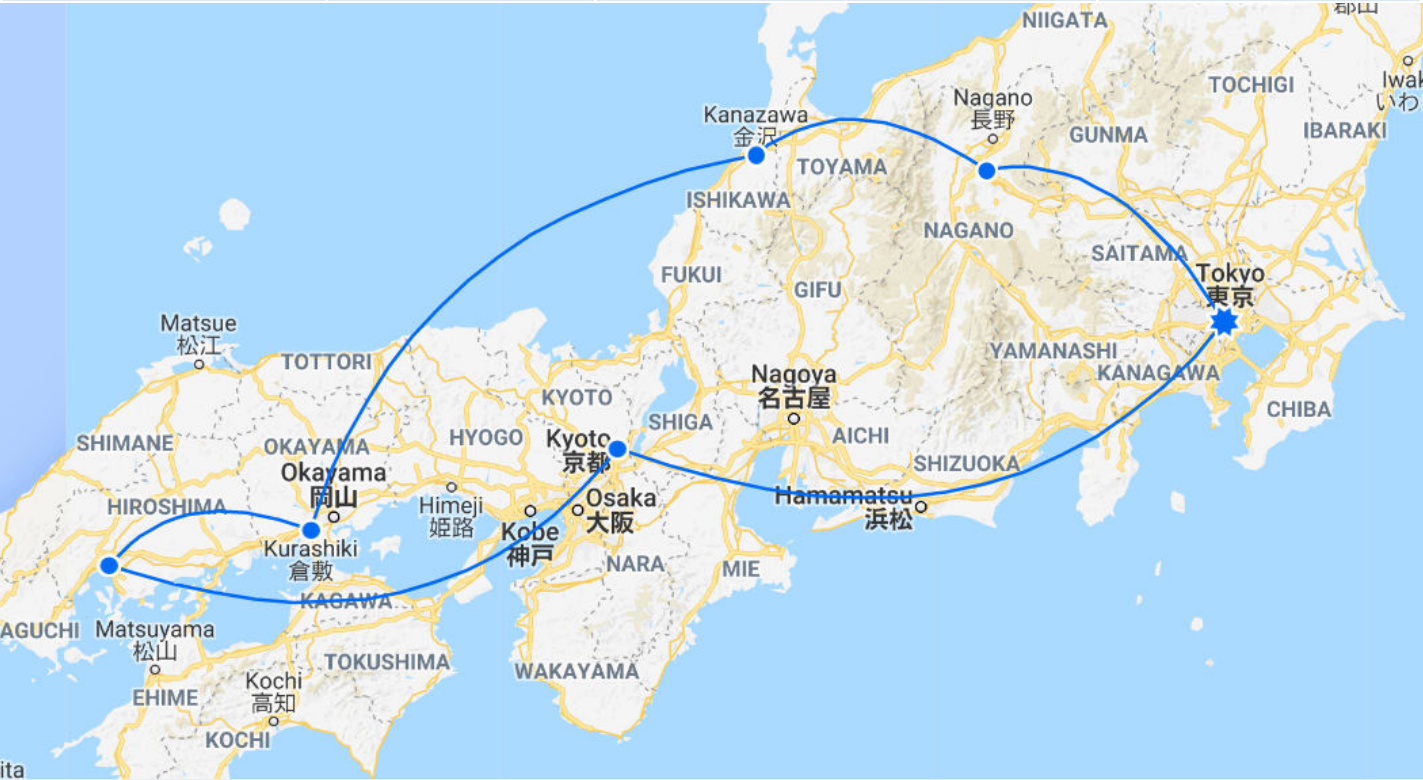 郡山
NIIGATA
TOCHIGI
Iwak
いわ
Nagano
長野
Kanazawa
金沢
GUNMA
IBARAKI
TOYAMA
ISHIKAWA
NAGANO
SAITAMA
FUKUI
GIFU
Tokyo
東京
Matsue
松江
TOTTORI
YAMANASHI
KANAGAWA
Nagoya
名古屋
KYOTO
CHIBA
SHIGA
AICHI
SHIMANE
OKAYAMA
HYOGO
Kyoto
京都
SHIZUOKA
Okayama
岡山
HIROSHIMA
Himeji
姫路
Osaka
大阪
Hamamatsu
浜松
Kobe
神戸
Kurashiki
倉敷
NARA
MIE
KAGAWA
AGUCHI
Matsuyama
松山
TOKUSHIMA
WAKAYAMA
Kochi
高知
EHIME
KOCHI
ita